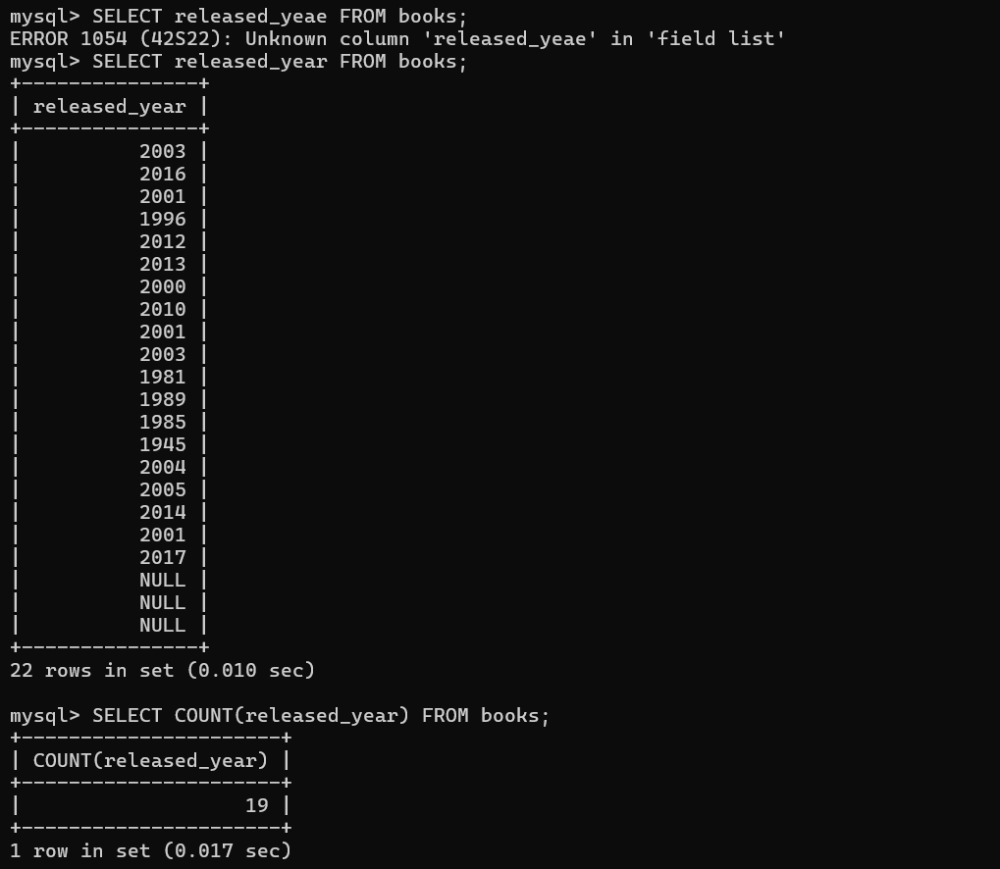 mysql> SELECT released_yeae FROM books;
ERROR 1054 (42S22): Unknown column 'released_yeae' in 'field list'
mysql> SELECT released_year FROM books;
+---------------+
| released_year |
+---------------+
|          2003 |
|          2016 |
|          2001 |
|          1996 |
|          2012 |
|          2013 |
|          2000 |
|          2010 |
|          2001 |
|          2003 |
|          1981 |
|          1989 |
|          1985 |
|          1945 |
|          2004 |
|          2005 |
|          2014 |
|          2001 |
|          2017 |
|          NULL |
|          NULL |
|          NULL |
+---------------+
22 rows in set (0.010 sec)

mysql> SELECT COUNT(released_year) FROM books;
+----------------------+
| COUNT(released_year) |
+----------------------+
|                   19 |
+----------------------+
1 row in set (0.017 sec)